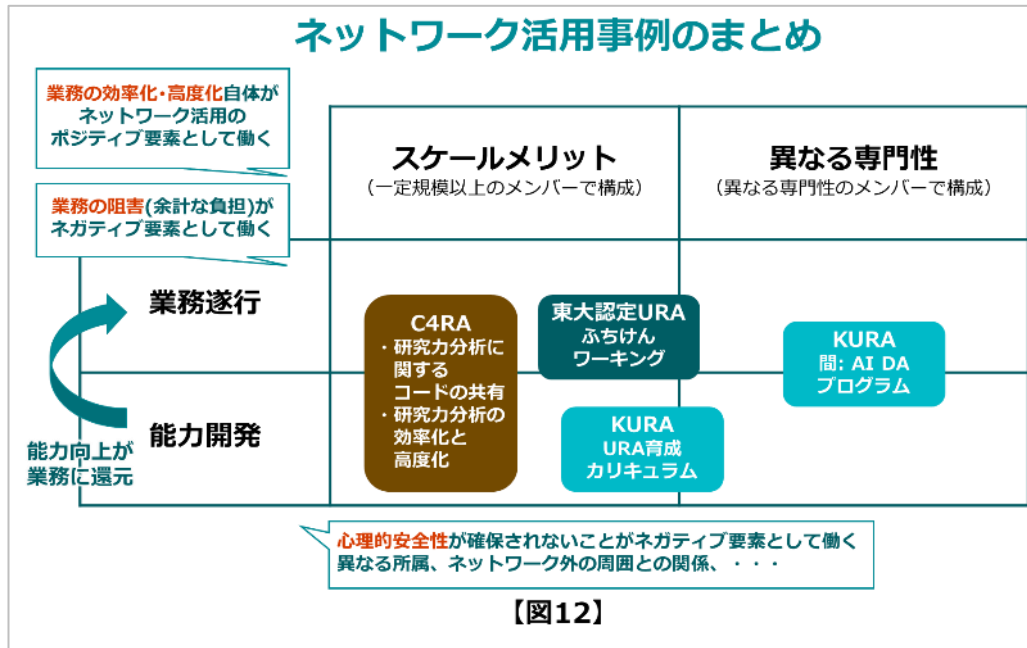 ネットワーク活用事例のまとめ
業務の効率化・高度化自体が
ネットワーク活用の
ポジティブ要素として働く
業務の阻害(余計な負担)が
ネガティブ要素として働く
スケールメリット
（一定規模以上のメンバーで構成）
異なる専門性
（異なる専門性のメンバーで構成）
業務遂行
能力開発
能力向上が
業務に還元
C4RA
・研究力分析に
関する
コードの共有
・研究力分析の
効率化と
高度化
東大認定URA
ふちけん
ワーキング
KURA
URA育成
カリキュラム
KURA
間: AI DA
プログラム
心理的安全性が確保されないことがネガティブ要素として働く
異なる所属、ネットワーク外の周囲との関係、・・・
【図12】